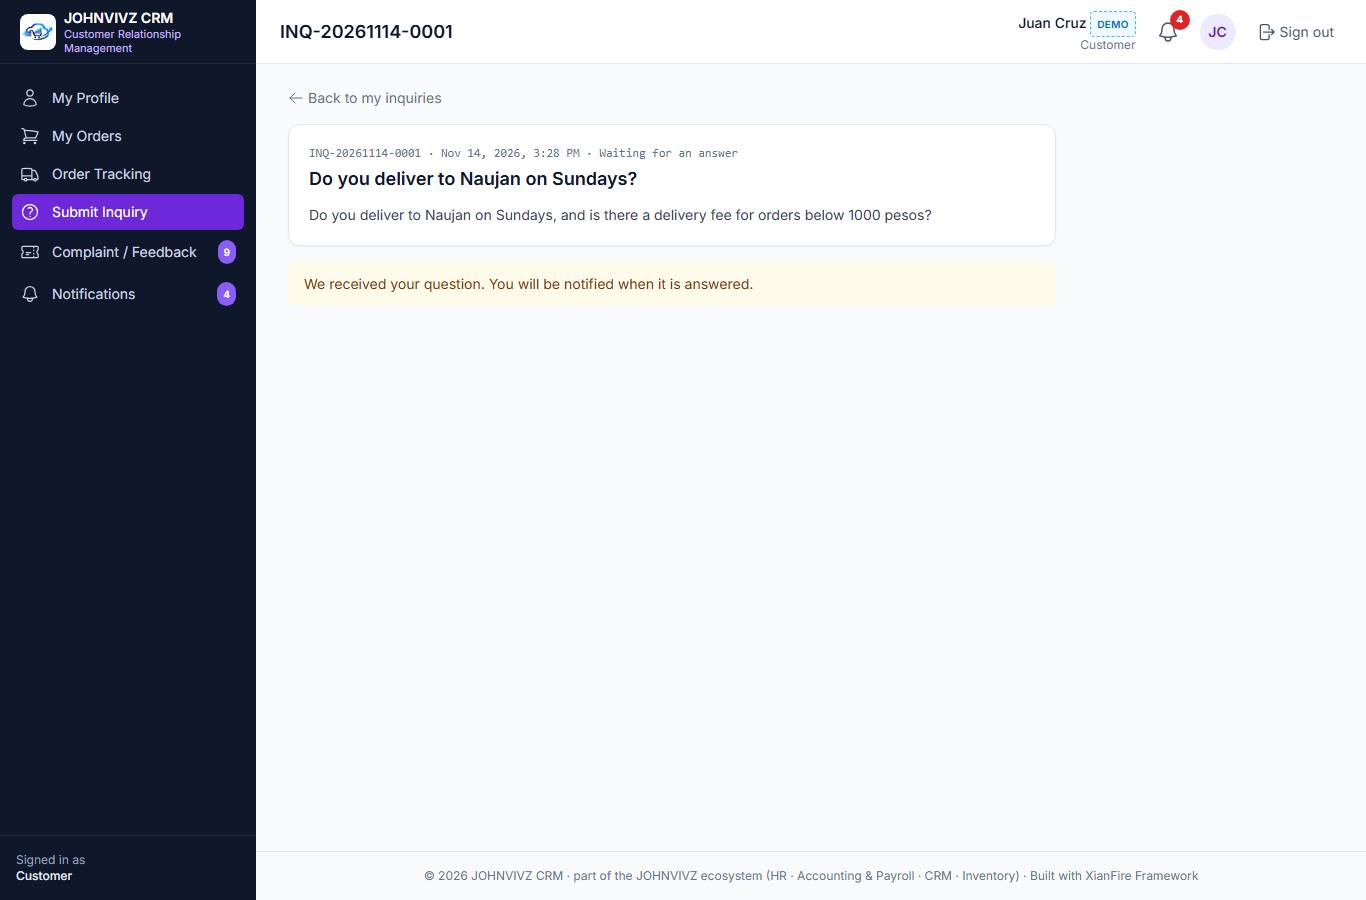 JOHNVIVZ CRM
Customer Relationship
Management
My Profile
My Orders
Order Tracking
Submit Inquiry
Complaint / Feedback 9
Notifications 4
Signed in as
Customer
INQ-20261114-0001
Juan Cruz DEMO
Customer
4
JC
Sign out
Back to my inquiries
INQ-20261114-0001 · Nov 14, 2026, 3:28 PM · Waiting for an answer
Do you deliver to Naujan on Sundays?
Do you deliver to Naujan on Sundays, and is there a delivery fee for orders below 1000 pesos?
We received your question. You will be notified when it is answered.
© 2026 JOHNVIVZ CRM · part of the JOHNVIVZ ecosystem (HR · Accounting & Payroll · CRM · Inventory) · Built with XianFire Framework